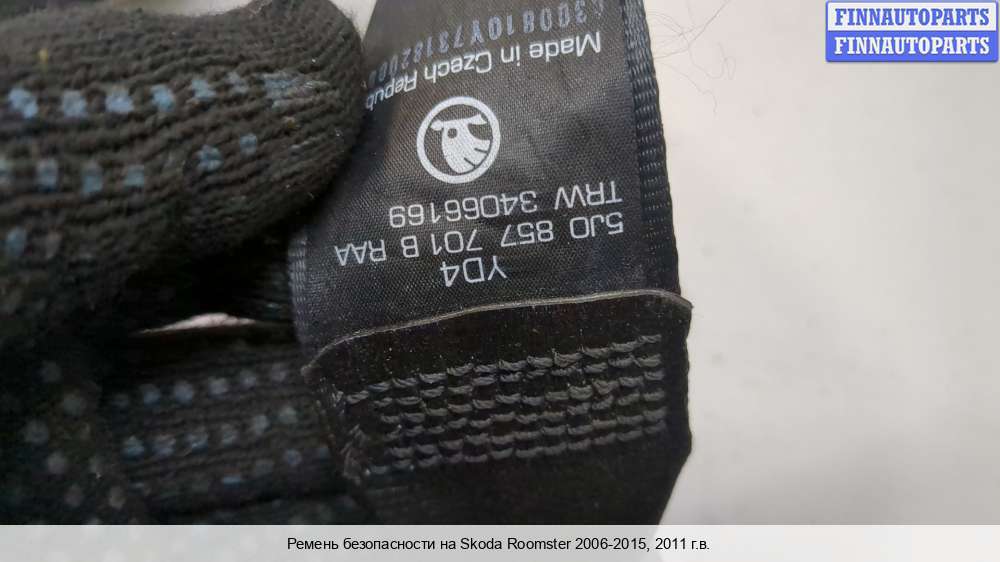 FINNAUTOPARTS
FINNAUTOPARTS
YD4
5J0 857 701 B RAA
TRW 34066169
Made in Czech Repub
Ремень безопасности на Skoda Roomster 2006-2015, 2011 г.в.